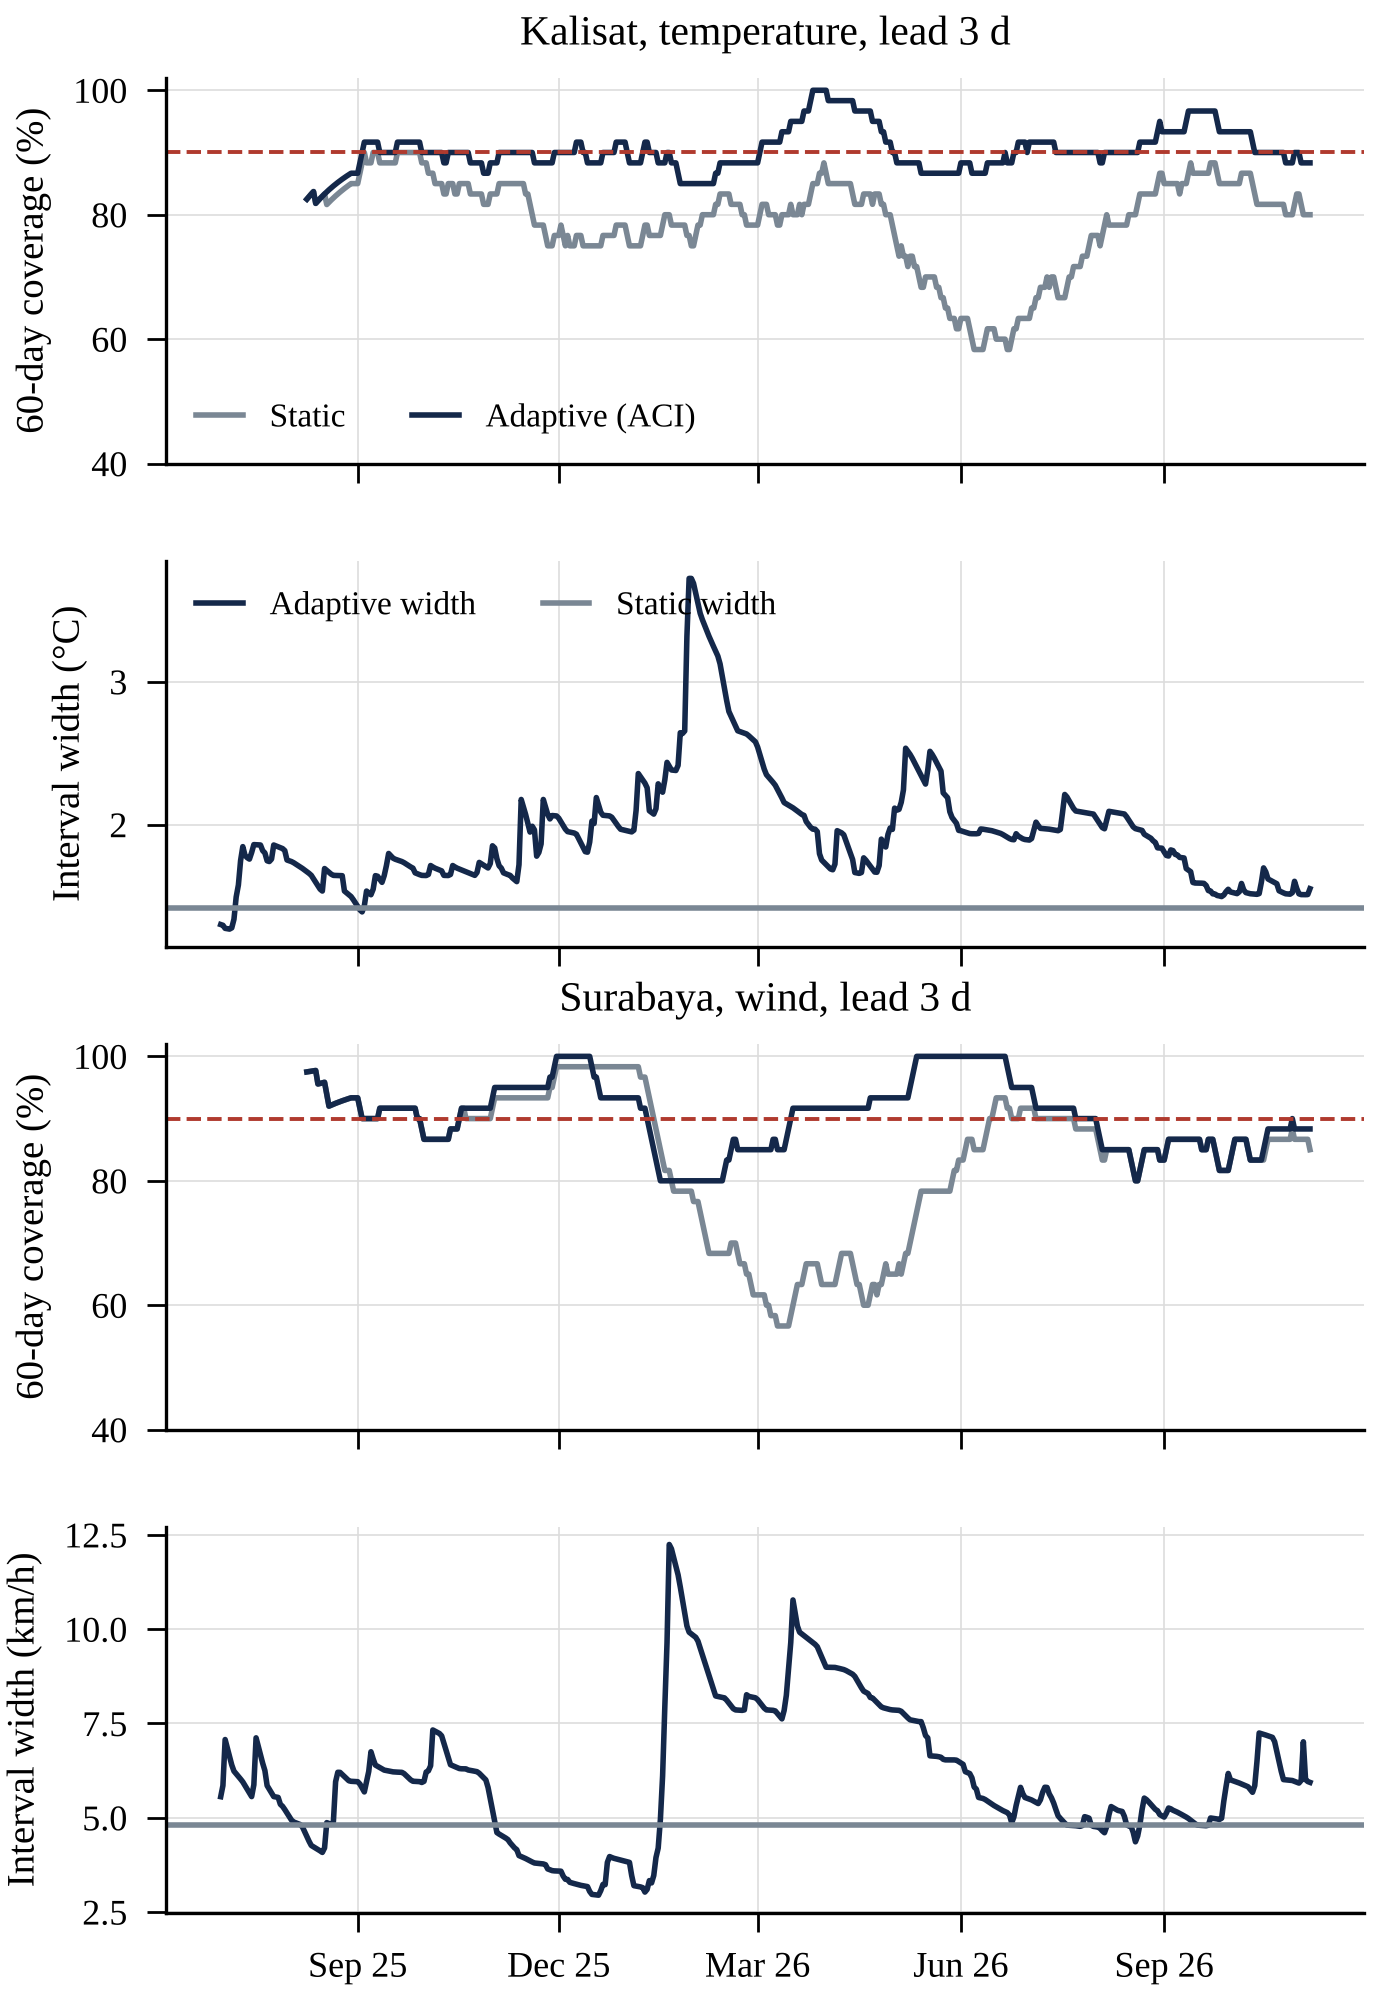 Kalisat, temperature, lead 3 d
60-day coverage (%)
100
80
60
40
Static
Adaptive (ACI)
Interval width (°C)
3
2
Adaptive width
Static width
Surabaya, wind, lead 3 d
60-day coverage (%)
100
80
60
40
Interval width (km/h)
12.5
10.0
7.5
5.0
2.5
Sep 25
Dec 25
Mar 26
Jun 26
Sep 26